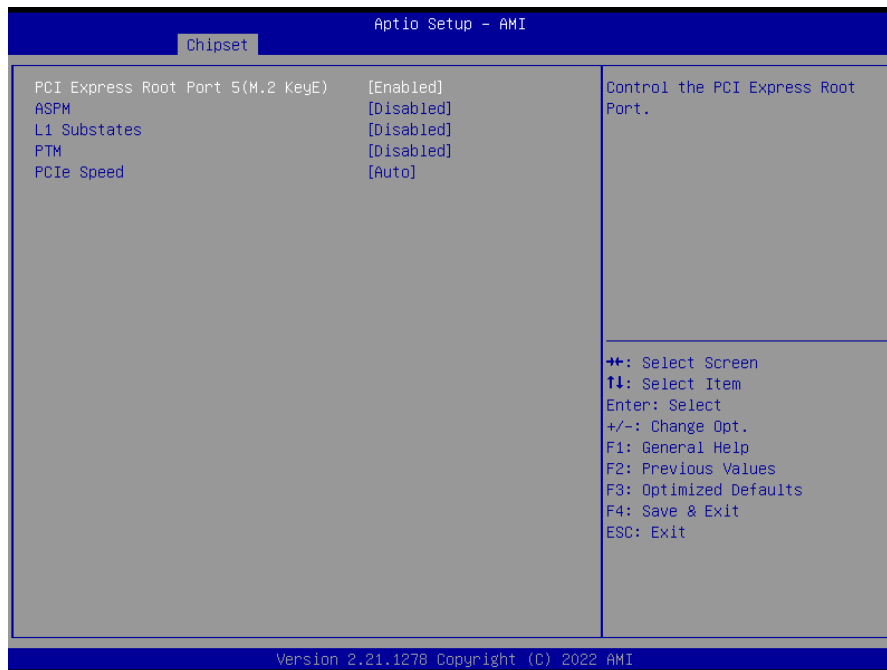 Aptio Setup – AMI
Chipset
PCI Express Root Port 5(M.2 KeyE) [Enabled]
ASPM [Disabled]
L1 Substates [Disabled]
PTM [Disabled]
PCIe Speed [Auto]
Control the PCI Express Root
Port.
→←: Select Screen
↑↓: Select Item
Enter: Select
+/-: Change Opt.
F1: General Help
F2: Previous Values
F3: Optimized Defaults
F4: Save & Exit
ESC: Exit
Version 2.21.1278 Copyright (C) 2022 AMI